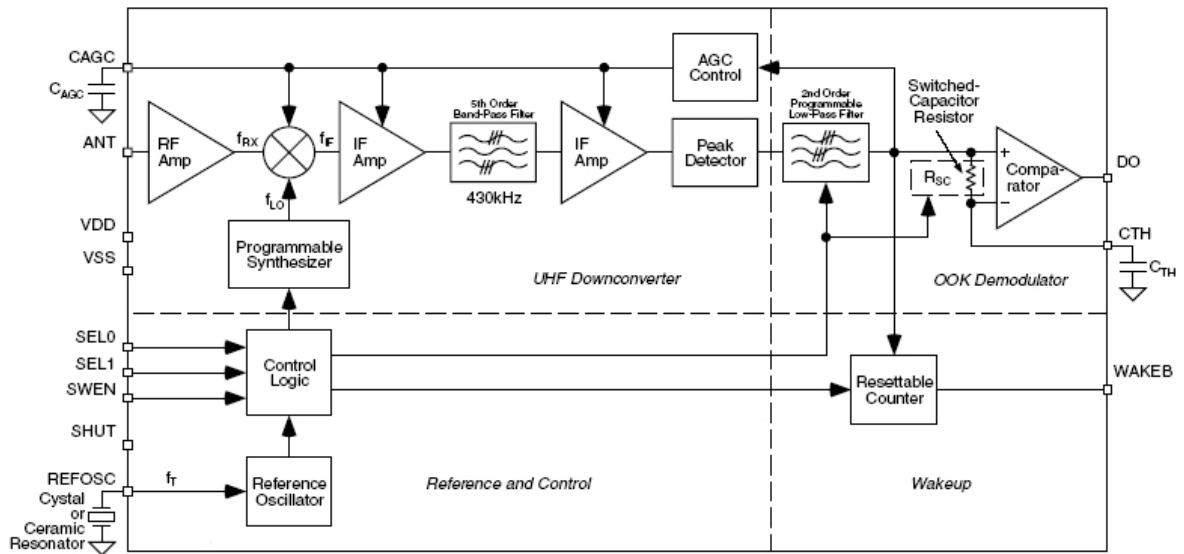 CAGC
C_AGC
AGC
Control
ANT
RF
Amp
f_RX
f_IF
IF
Amp
5th Order
Band-Pass Filter
430kHz
IF
Amp
Peak
Detector
2nd Order
Programmable
Low-Pass Filter
Switched-
Capacitor
Resistor
R_SC
+
−
Compa-
rator
DO
f_LO
VDD
VSS
Programmable
Synthesizer
UHF Downconverter
OOK Demodulator
CTH
C_TH
SEL0
SEL1
SWEN
Control
Logic
Resettable
Counter
WAKEB
SHUT
REFOSC
f_T
Reference
Oscillator
Reference and Control
Wakeup
Cystal
or
Ceramic
Resonator